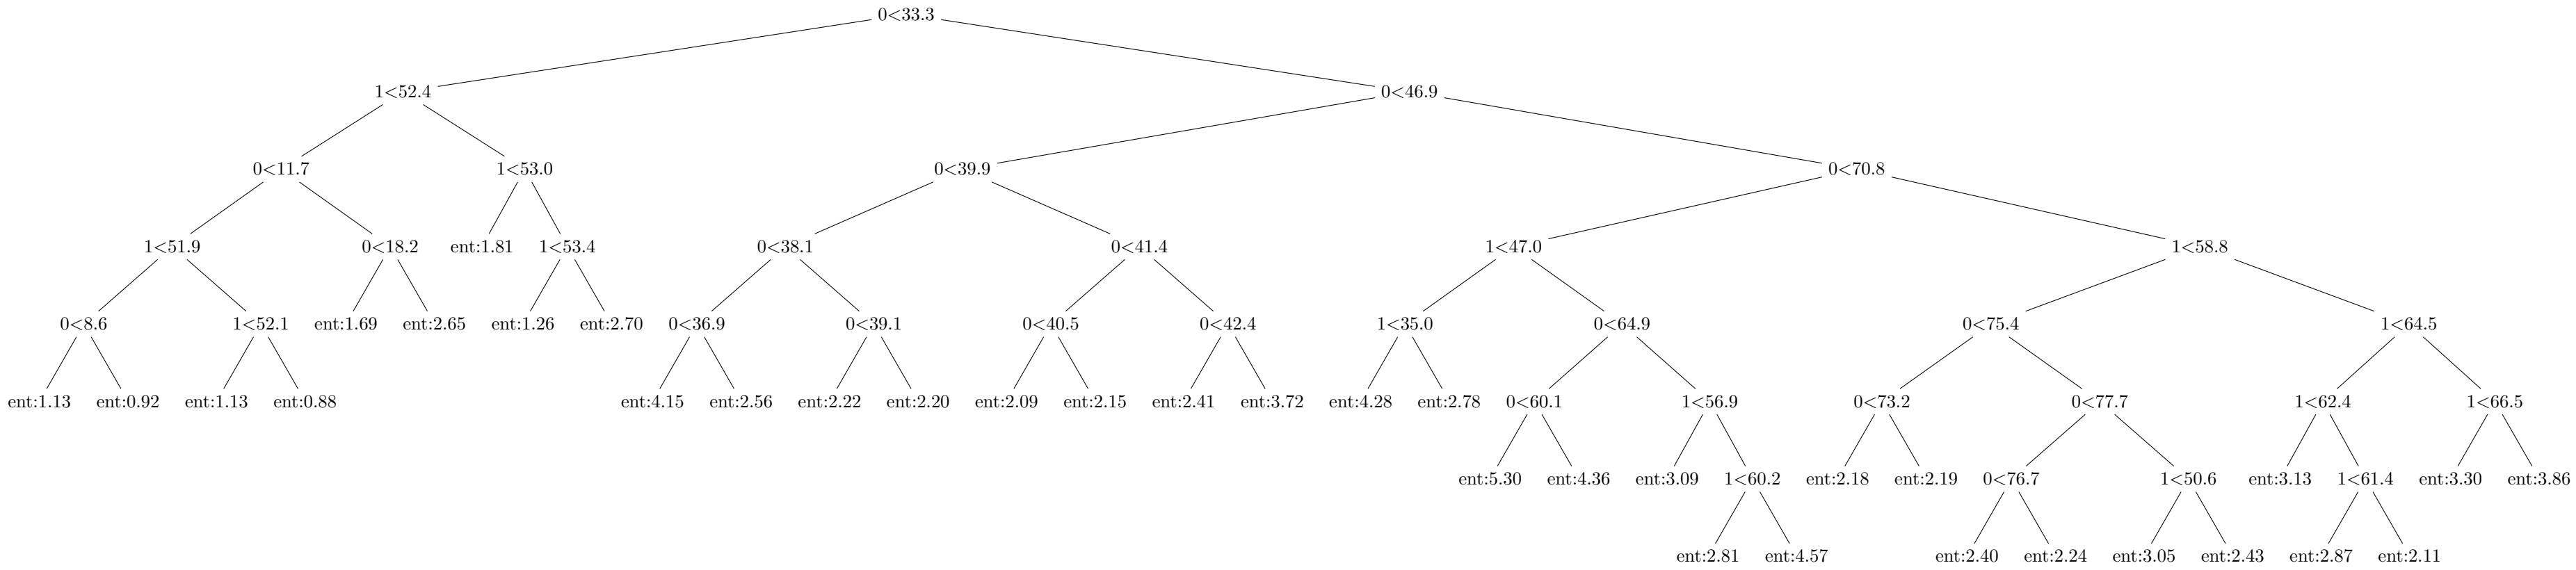 0<33.3
1<52.4 0<46.9
0<11.7 1<53.0 0<39.9 0<70.8
1<51.9 0<18.2 ent:1.81 1<53.4 0<38.1 0<41.4 1<47.0 1<58.8
0<8.6 1<52.1 ent:1.69 ent:2.65 ent:1.26 ent:2.70 0<36.9 0<39.1 0<40.5 0<42.4 1<35.0 0<64.9 0<75.4 1<64.5
ent:1.13 ent:0.92 ent:1.13 ent:0.88 ent:4.15 ent:2.56 ent:2.22 ent:2.20 ent:2.09 ent:2.15 ent:2.41 ent:3.72 ent:4.28 ent:2.78 0<60.1 1<56.9 0<73.2 0<77.7 1<62.4 1<66.5
ent:5.30 ent:4.36 ent:3.09 1<60.2 ent:2.18 ent:2.19 0<76.7 1<50.6 ent:3.13 1<61.4 ent:3.30 ent:3.86
ent:2.81 ent:4.57 ent:2.40 ent:2.24 ent:3.05 ent:2.43 ent:2.87 ent:2.11